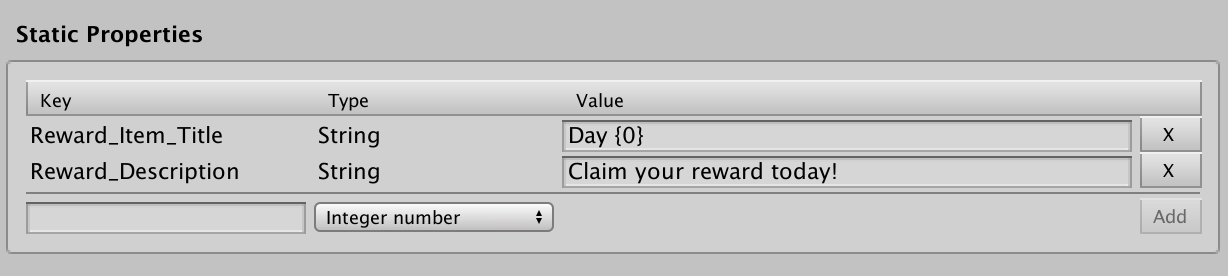 Static Properties
Key Type Value
Reward_Item_Title String Day {0} X
Reward_Description String Claim your reward today! X
Integer number Add